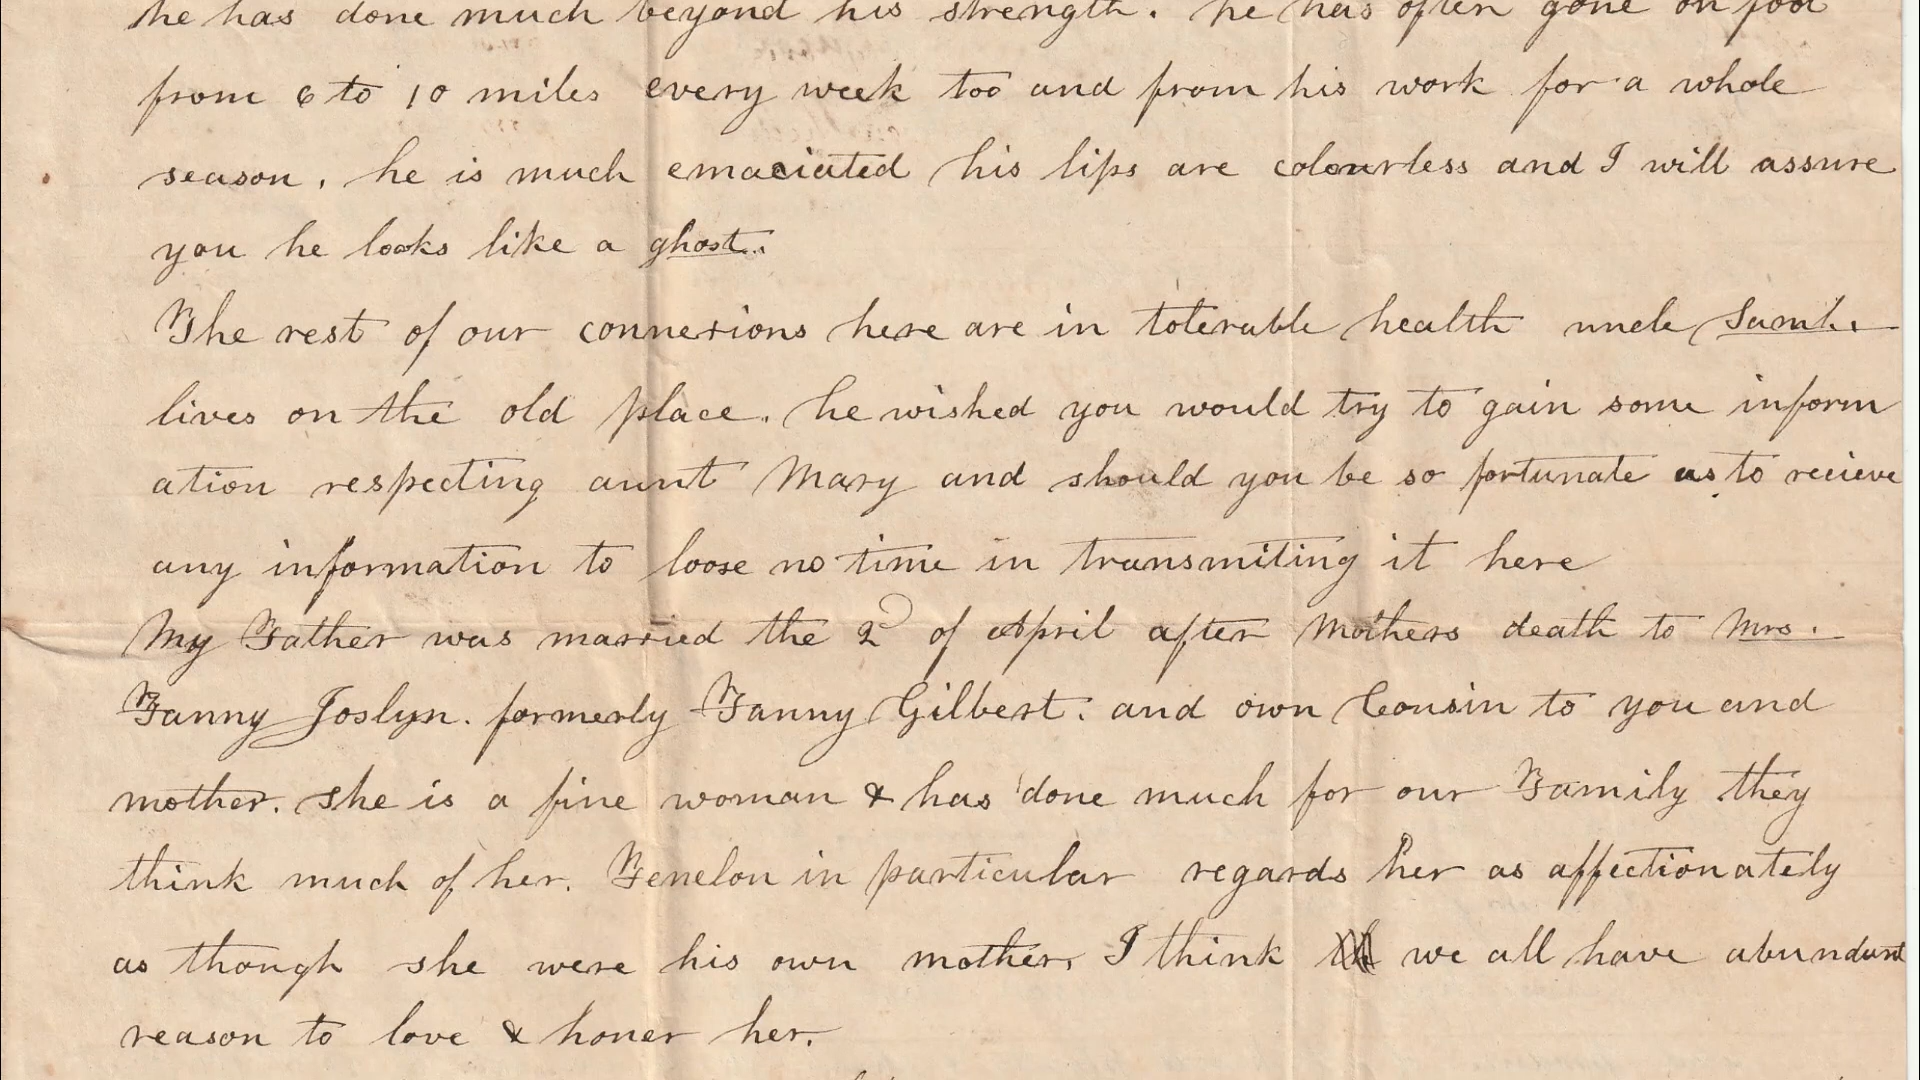 he has done much beyond his strength. he has often gone on foot
from 6 to 10 miles every week too and from his work for a whole
season. he is much emaciated his lips are colourless and I will assure
you he looks like a ghost.
The rest of our connexions here are in tolerable health uncle Saml.
lives on the old place. he wished you would try to gain some inform
ation respecting aunt Mary and should you be so fortunate as to recieve
any information to loose no time in transmiting it here
My Father was married the 2d of April after Mothers death to Mrs.
Fanny Joslyn. formerly Fanny Gilbert. and own Cousin to you and
mother. she is a fine woman & has done much for our Family they
think much of her. Fenelon in particular regards her as affectionately
as though she were his own mother. I think we all have abundant
reason to love & honer her.